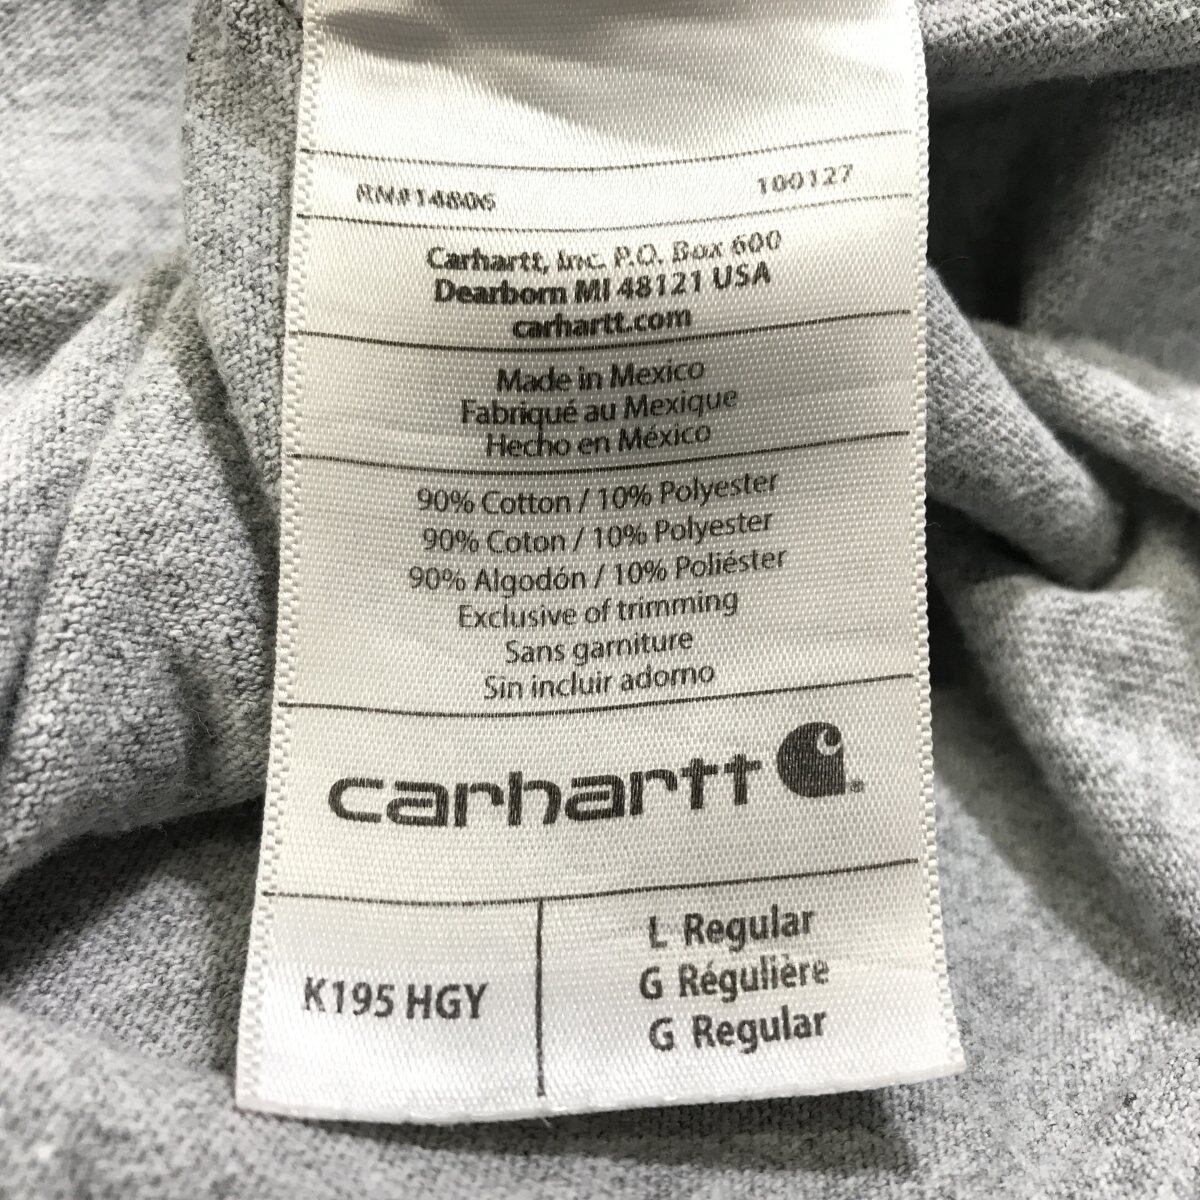 RN#14806 100127
Carhartt, Inc. P.O. Box 600
Dearborn MI 48121 USA
carhartt.com
Made in Mexico
Fabriqué au Mexique
Hecho en México
90% Cotton / 10% Polyester
90% Coton / 10% Polyester
90% Algodón / 10% Poliéster
Exclusive of trimming
Sans garniture
Sin incluir adorno
carhartt®
K195 HGY
L Regular
G Régulière
G Regular